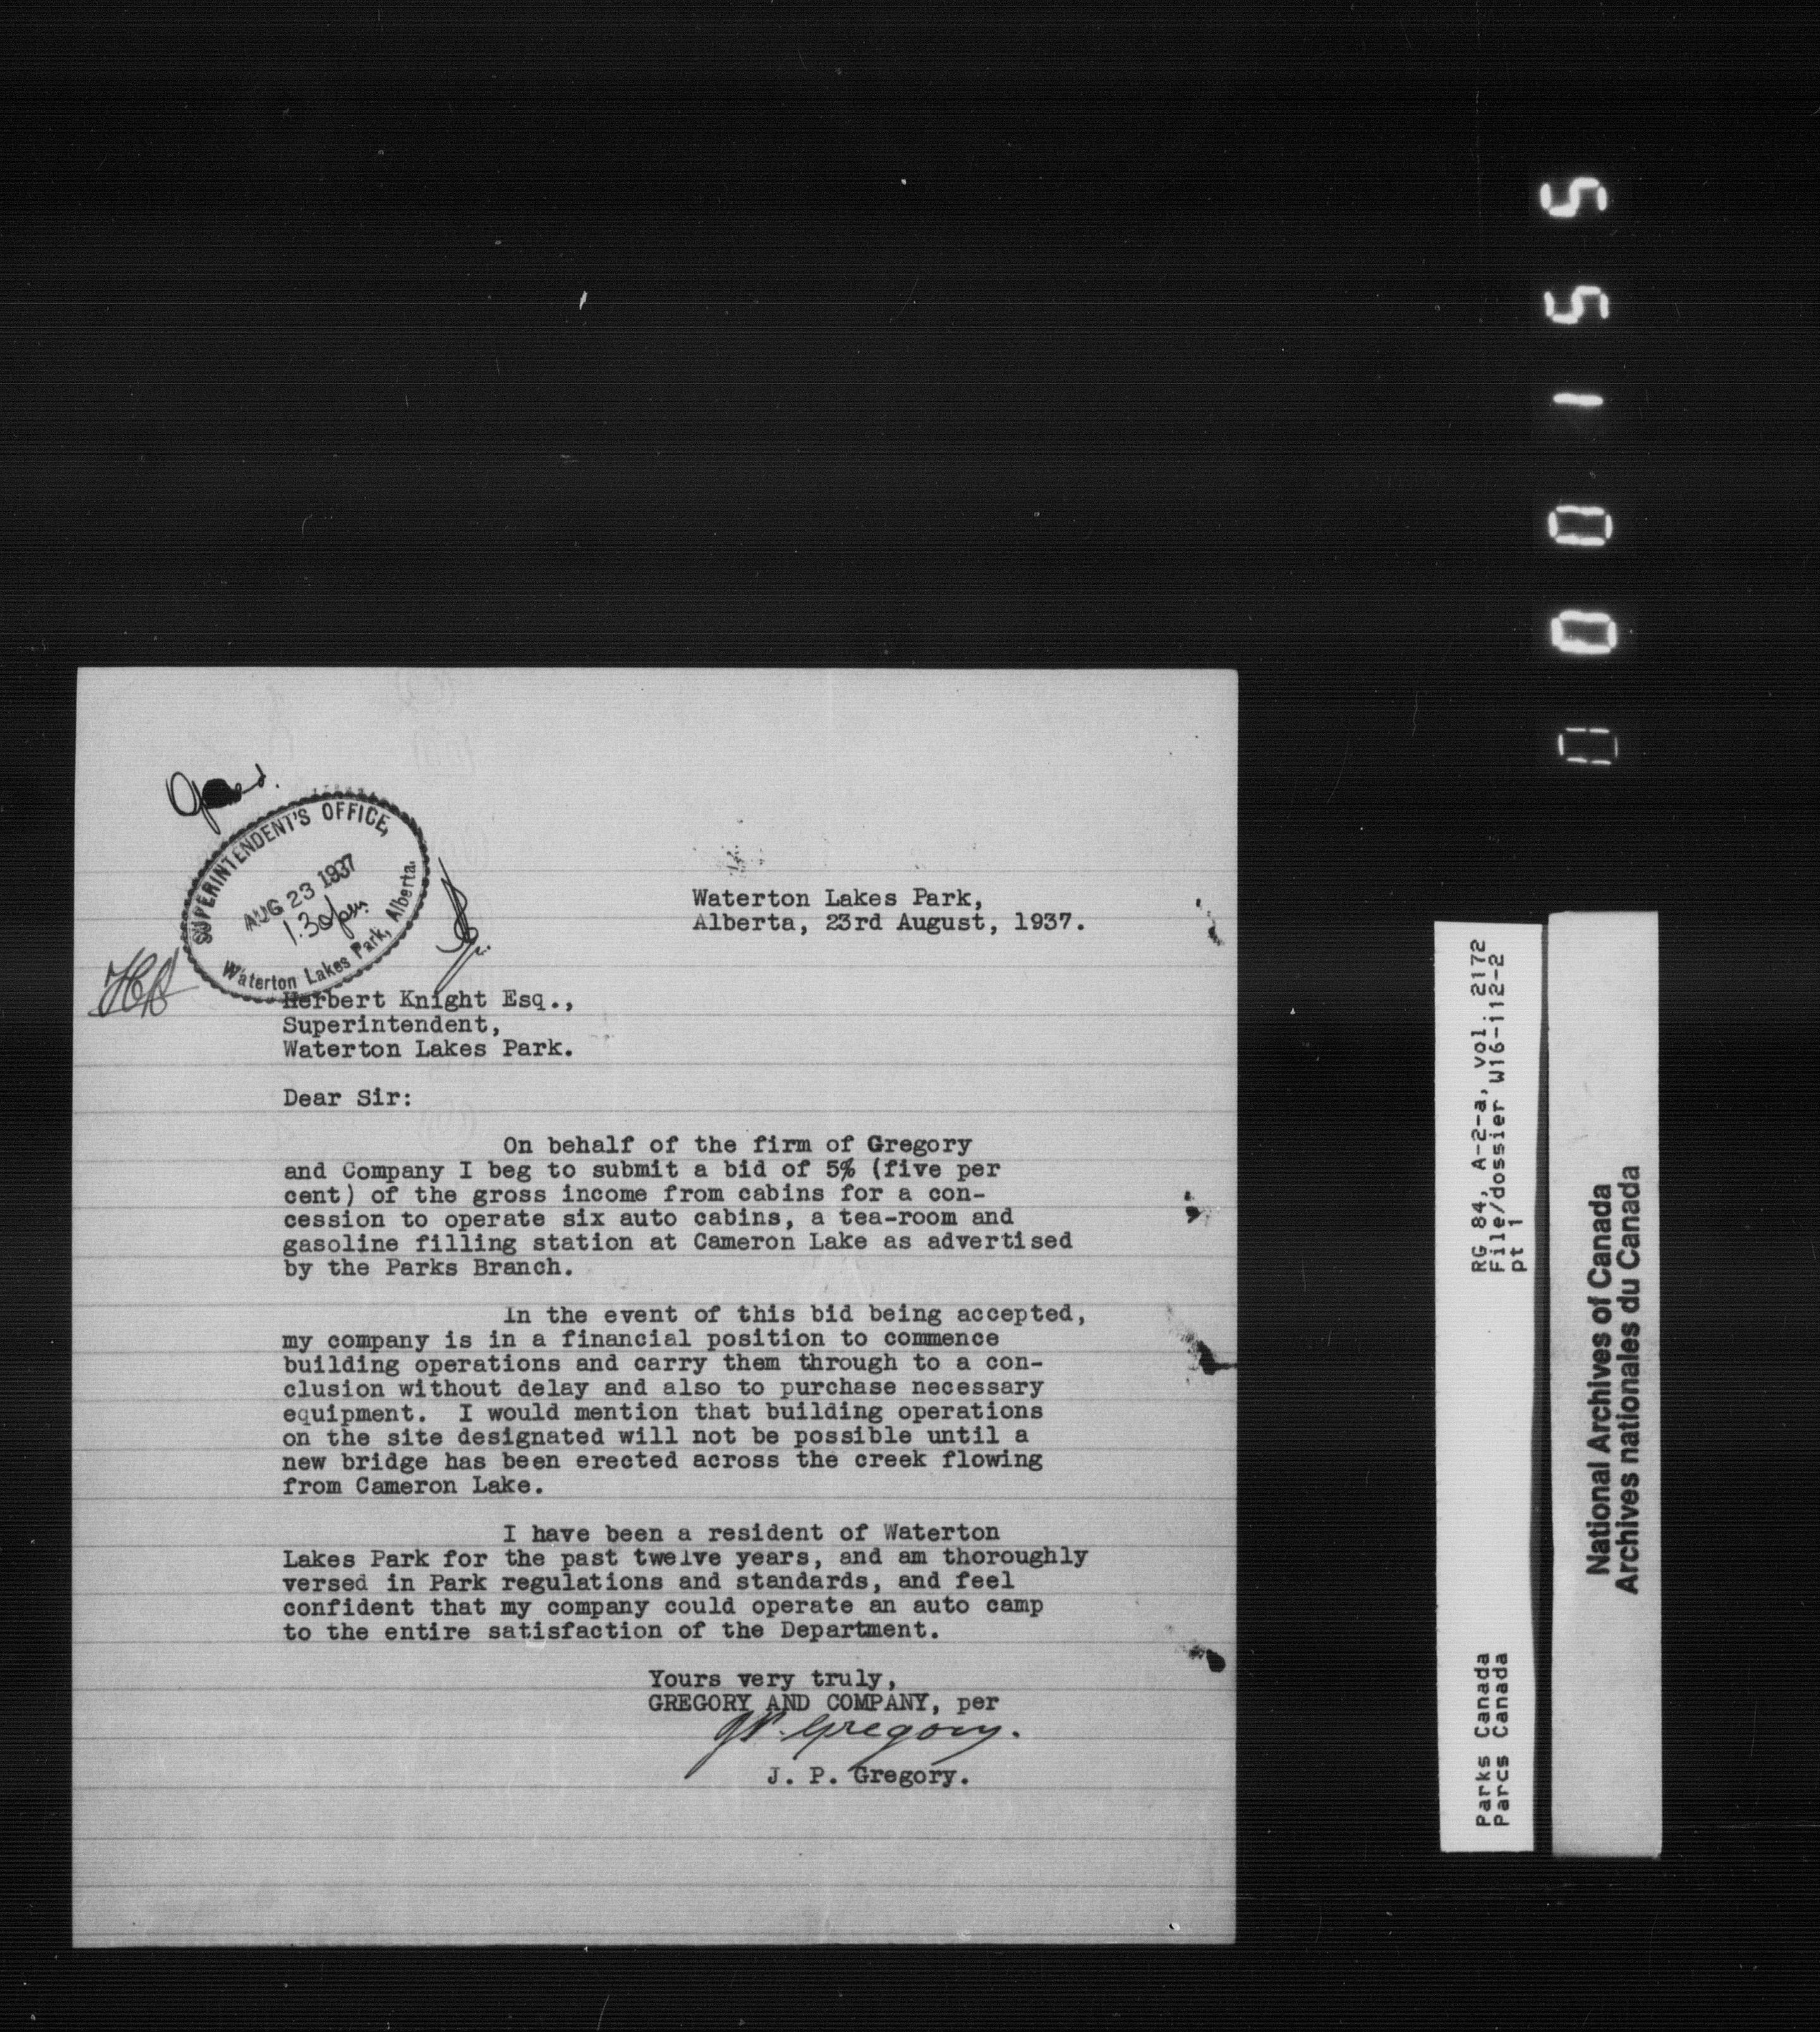 SUPERINTENDENT'S OFFICE,
AUG 23 1937
1.30 pm
Waterton Lakes Park, Alberta.
Waterton Lakes Park,
Alberta, 23rd August, 1937.
Herbert Knight Esq.,
Superintendent,
Waterton Lakes Park.
Dear Sir:
On behalf of the firm of Gregory
and Company I beg to submit a bid of 5% (five per
cent) of the gross income from cabins for a con-
cession to operate six auto cabins, a tea-room and
gasoline filling station at Cameron Lake as advertised
by the Parks Branch.
In the event of this bid being accepted,
my company is in a financial position to commence
building operations and carry them through to a con-
clusion without delay and also to purchase necessary
equipment. I would mention that building operations
on the site designated will not be possible until a
new bridge has been erected across the creek flowing
from Cameron Lake.
I have been a resident of Waterton
Lakes Park for the past twelve years, and am thoroughly
versed in Park regulations and standards, and feel
confident that my company could operate an auto camp
to the entire satisfaction of the Department.
Yours very truly,
GREGORY AND COMPANY, per
J.P. Gregory.
J. P. Gregory.
Parks Canada
Parcs Canada
RG 84, A-2-a, vol. 2172
File/dossier W16-112-2
pt 1
National Archives of Canada
Archives nationales du Canada
000155